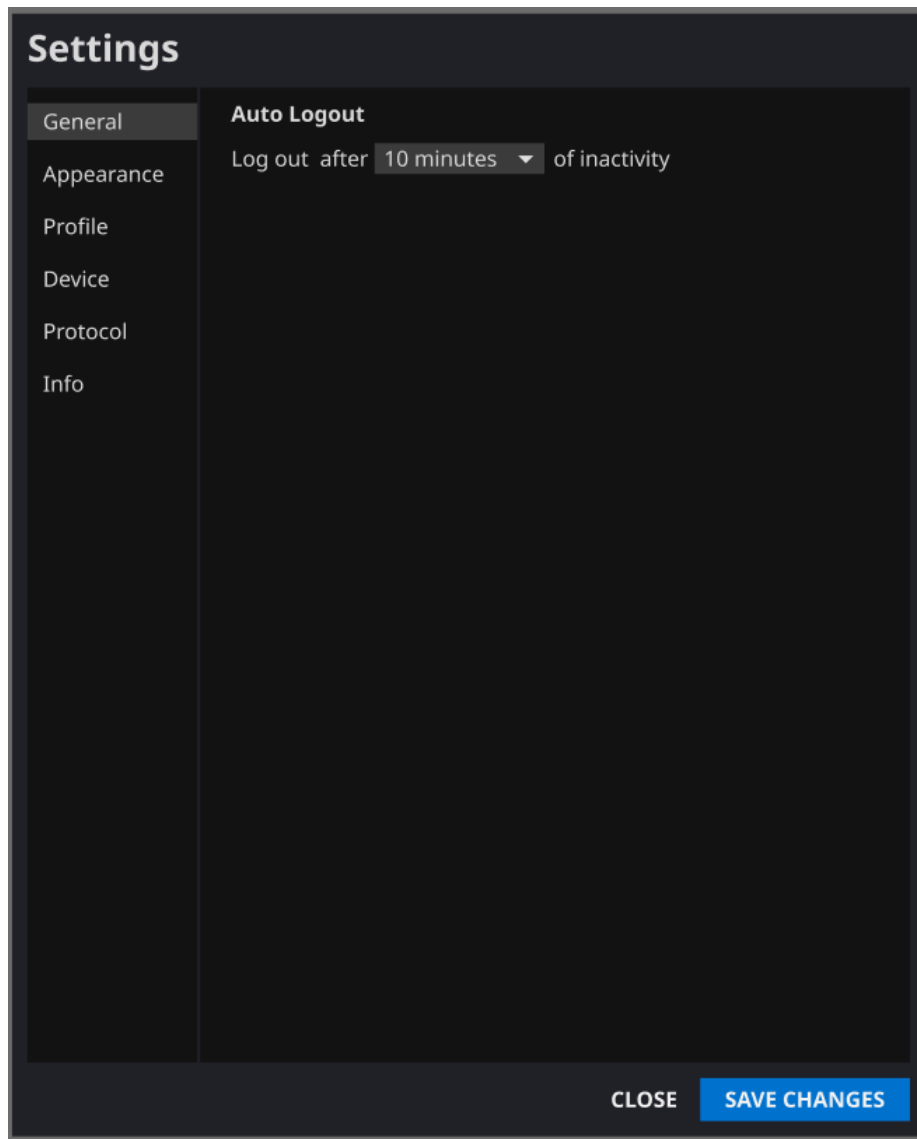 Settings
General
Appearance
Profile
Device
Protocol
Info
Auto Logout
Log out after 10 minutes of inactivity
CLOSE SAVE CHANGES